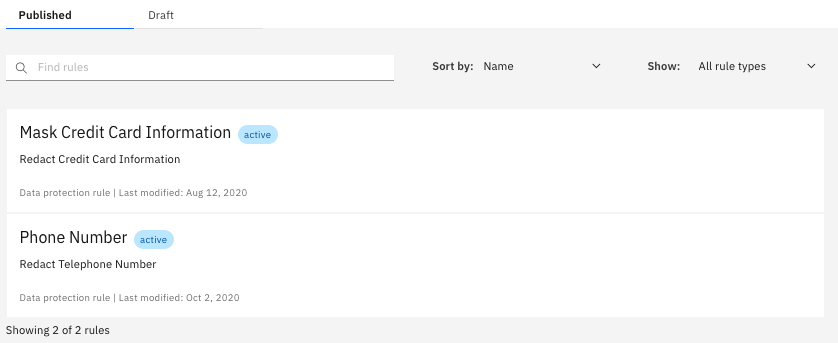 Published Draft
Find rules Sort by: Name Show: All rule types
Mask Credit Card Information active
Redact Credit Card Information
Data protection rule | Last modified: Aug 12, 2020
Phone Number active
Redact Telephone Number
Data protection rule | Last modified: Oct 2, 2020
Showing 2 of 2 rules